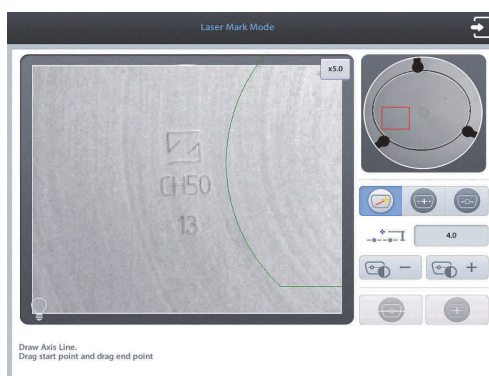 Laser Mark Mode
x5.0
CH50
13
4.0
Draw Axis Line.
Drag start point and drag end point